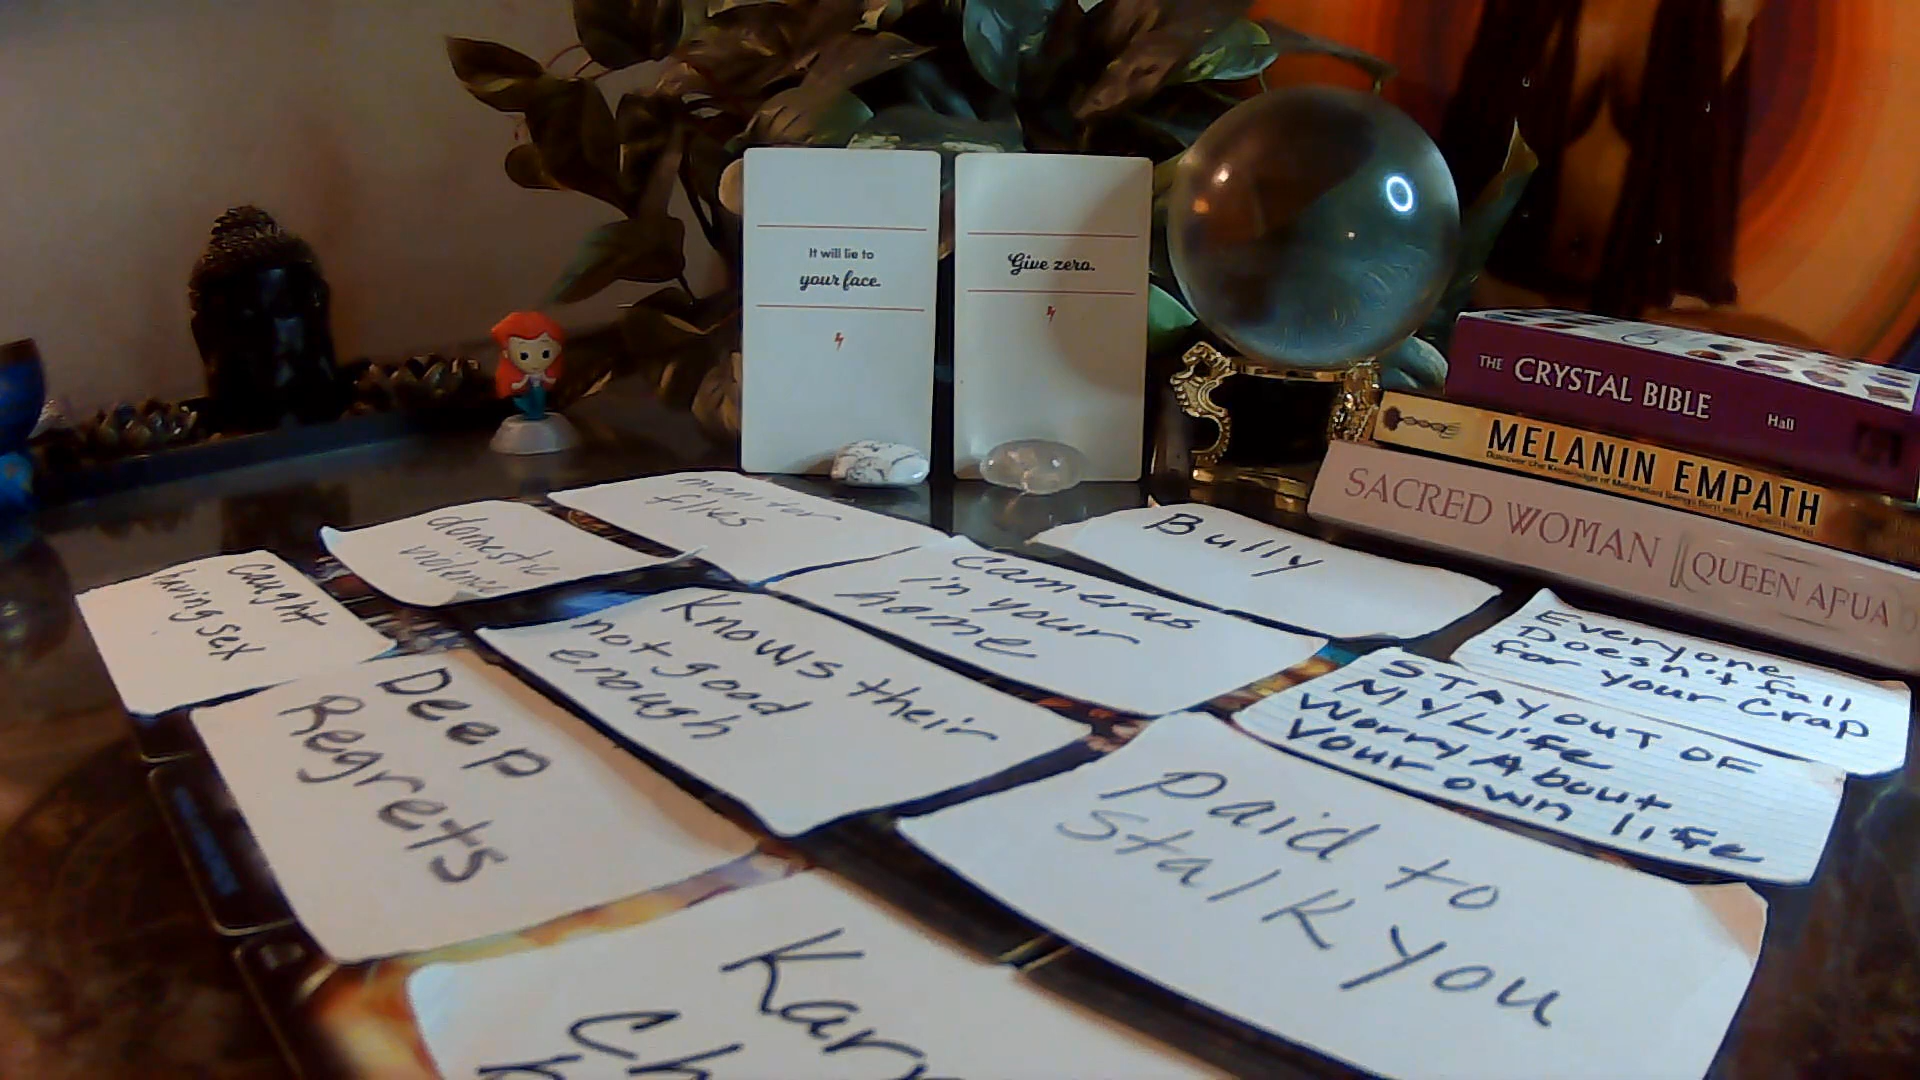 It will lie to
your face.
Give zero.
THE CRYSTAL BIBLE Hall
MELANIN EMPATH
SACRED WOMAN QUEEN AFUA
monitor
flies
domestic
violence
caught
having sex
Bully
cameras
in your
home
Knows their
not good
enough
Everyone
Doesn't fall
for your Crap
STAY OUT OF
My Life
Worry About
Your own life
Deep
Regrets
Paid to
Stalk you